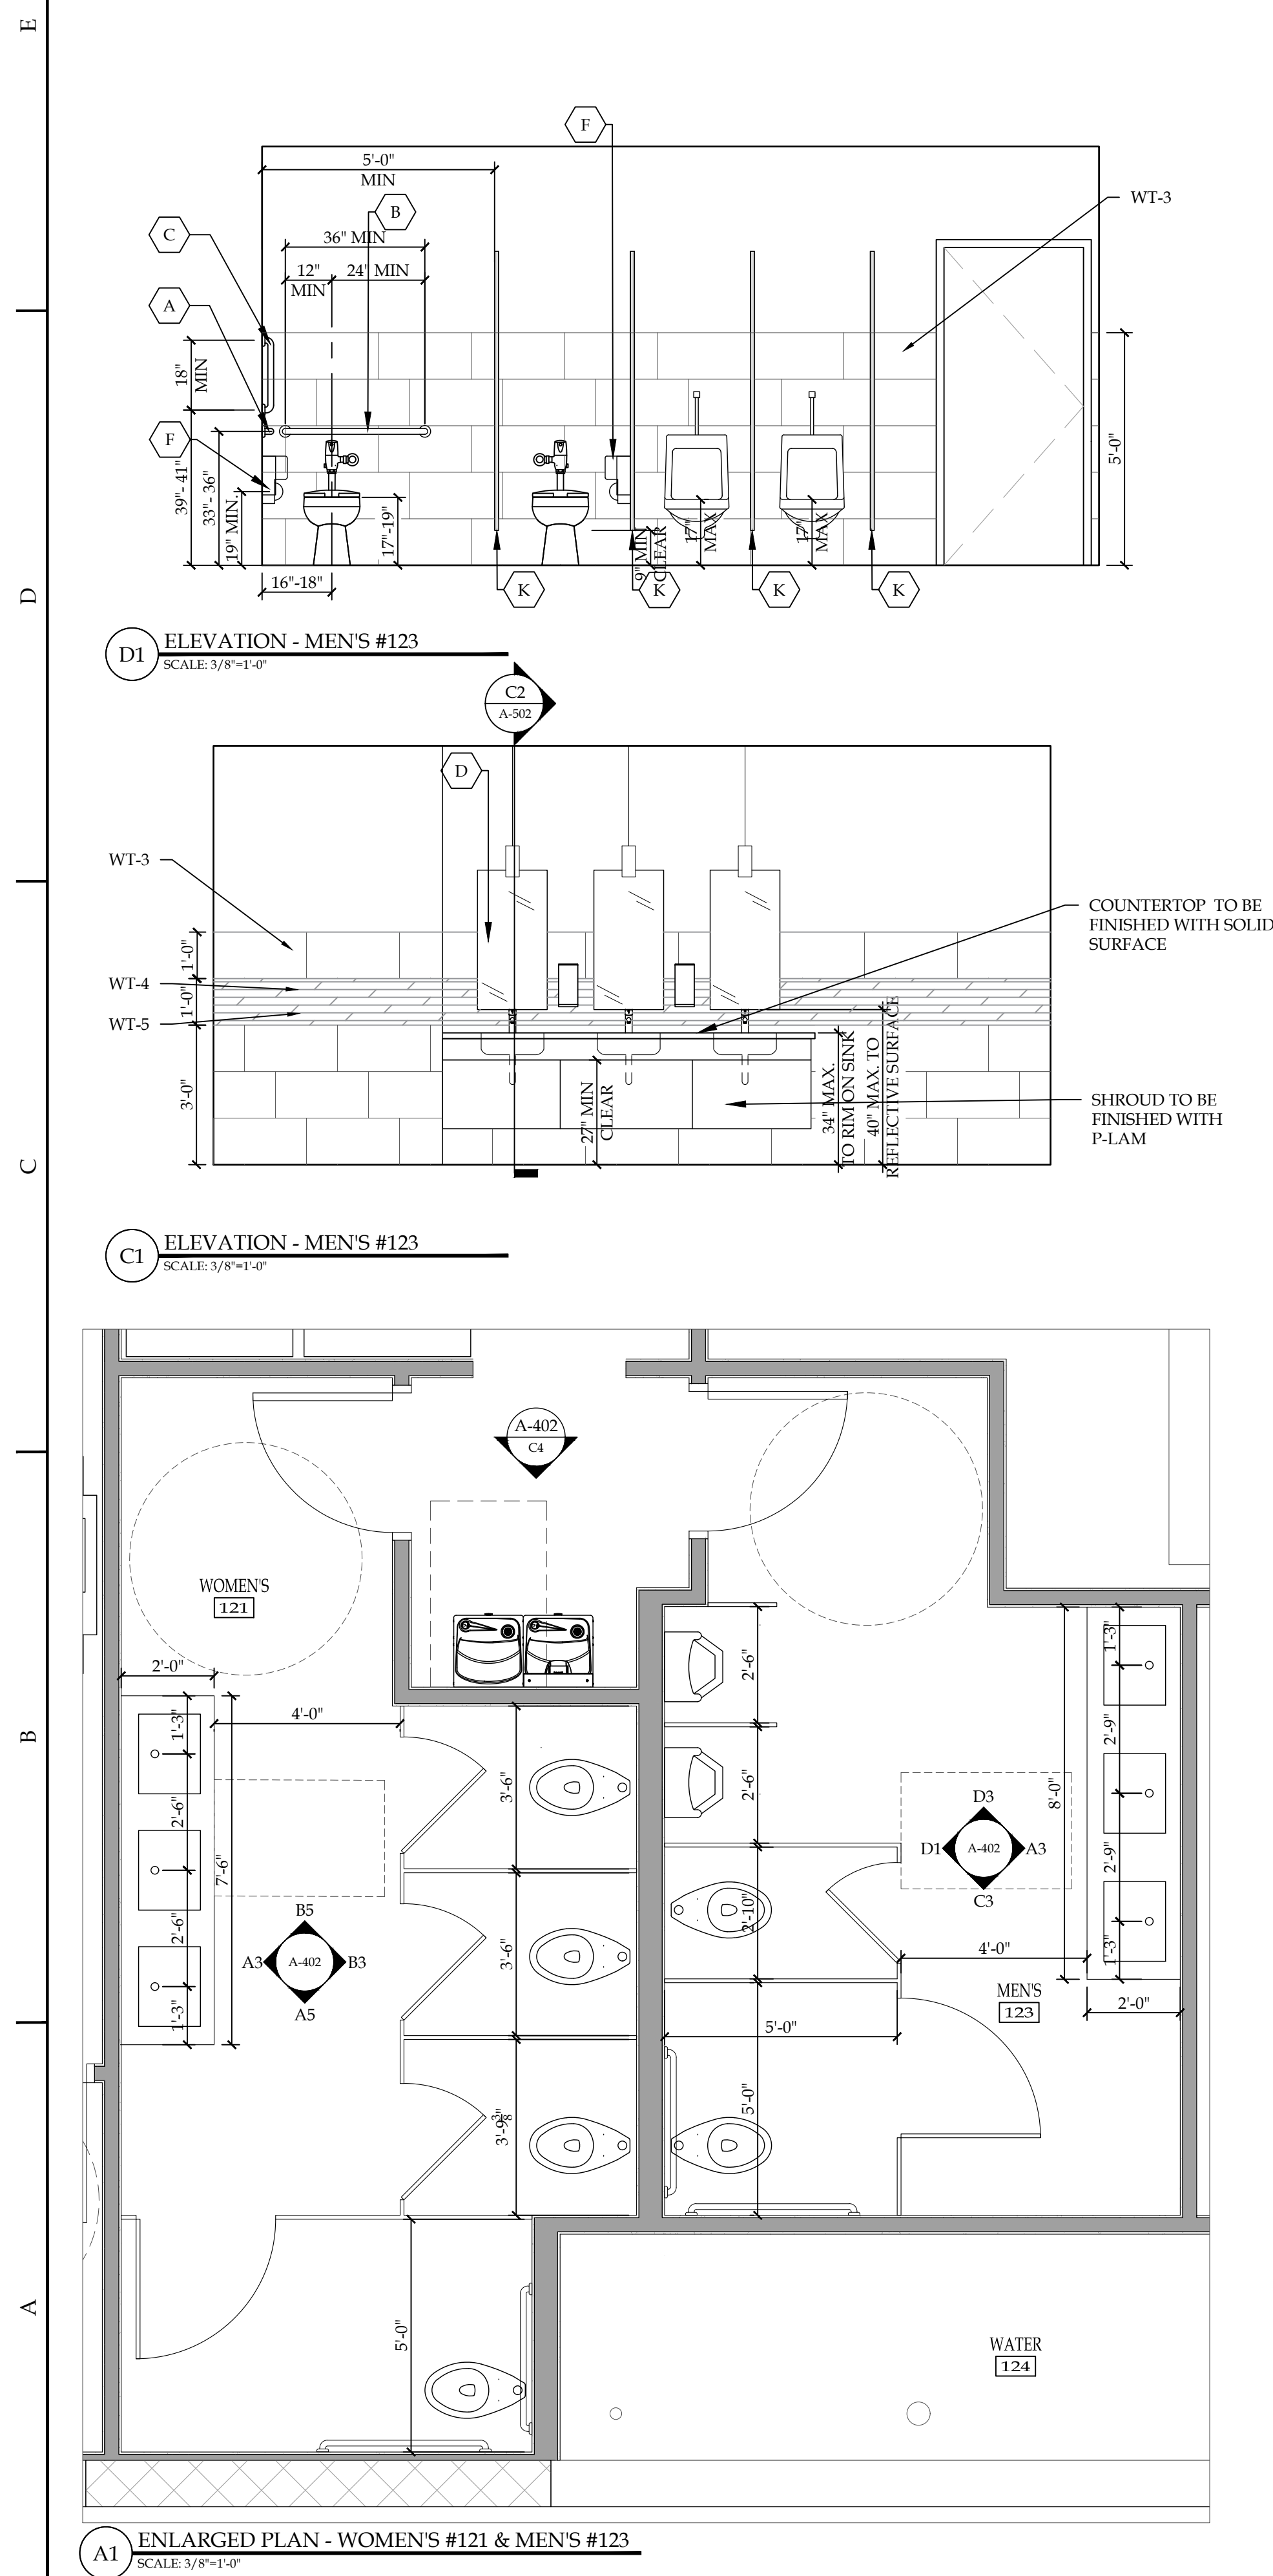 E
F
5'-0"
MIN
B
WT-3
C
36" MIN
12"
MIN
24" MIN
A
18"
MIN
F
39"- 41"
33"- 36"
19" MIN.
17"-19"
9" MIN
CLEAR
17"
MAX
17"
MAX
5'-0"
16"-18"
K
K
K
K
D
D1
ELEVATION - MEN'S #123
SCALE: 3/8"=1'-0"
C2
A-502
D
WT-3
COUNTERTOP TO BE
FINISHED WITH SOLID
SURFACE
1'-0"
WT-4
1'-0"
WT-5
3'-0"
27" MIN
CLEAR
34" MAX.
TO RIM ON SINK
40" MAX. TO
REFLECTIVE SURFACE
SHROUD TO BE
FINISHED WITH
P-LAM
C
C1
ELEVATION - MEN'S #123
SCALE: 3/8"=1'-0"
A-402
C4
WOMEN'S
121
2'-0"
4'-0"
1'-3"
2'-6"
7'-6"
2'-6"
1'-3"
3'-6"
3'-6"
3'-9 3/8"
B5
A3
A-402
B3
A5
5'-0"
2'-6"
2'-6"
2'-10"
5'-0"
5'-0"
1'-3"
2'-9"
8'-0"
2'-9"
1'-3"
D3
D1
A-402
A3
C3
4'-0"
MEN'S
123
2'-0"
B
A
WATER
124
A1
ENLARGED PLAN - WOMEN'S #121 & MEN'S #123
SCALE: 3/8"=1'-0"